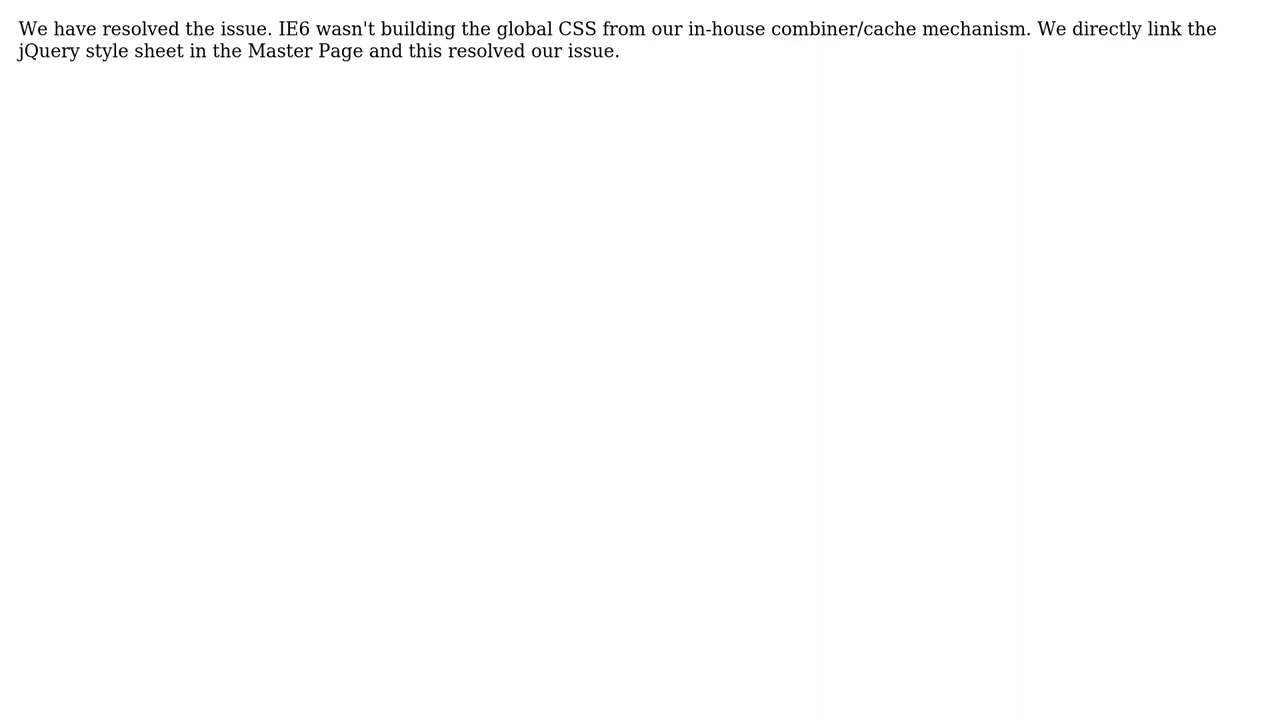 We have resolved the issue. IE6 wasn't building the global CSS from our in-house combiner/cache mechanism. We directly link the
jQuery style sheet in the Master Page and this resolved our issue.